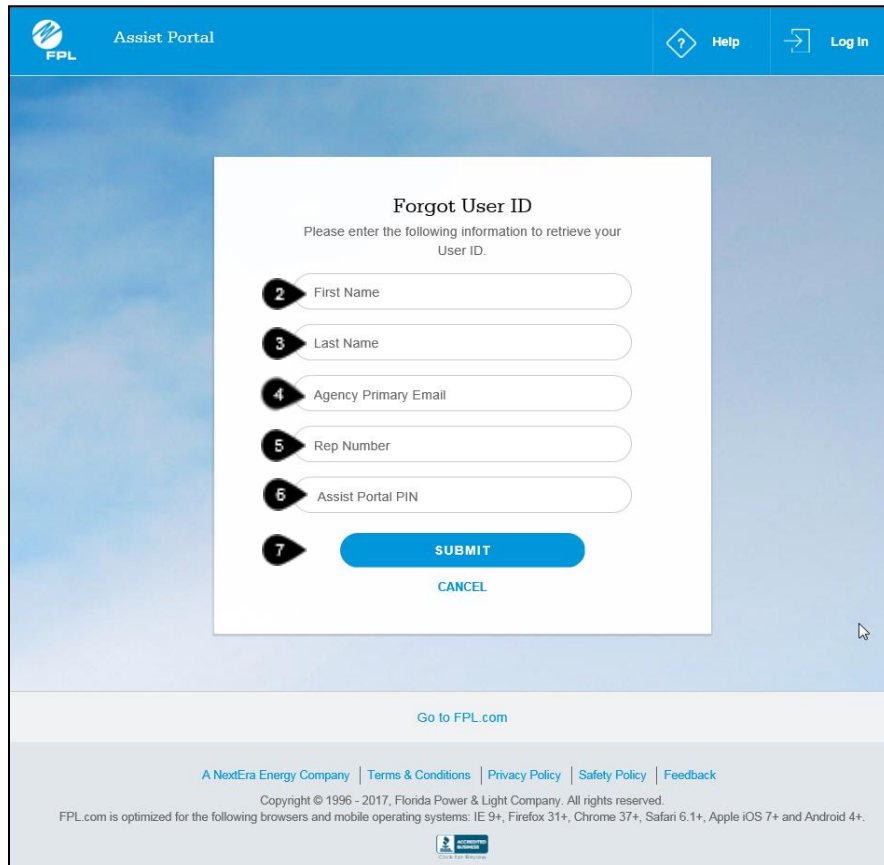 FPL
Assist Portal
? Help
Log In
Forgot User ID
Please enter the following information to retrieve your
User ID.
2 First Name
3 Last Name
4 Agency Primary Email
5 Rep Number
6 Assist Portal PIN
7 SUBMIT
CANCEL
Go to FPL.com
A NextEra Energy Company | Terms & Conditions | Privacy Policy | Safety Policy | Feedback
Copyright © 1996 - 2017, Florida Power & Light Company. All rights reserved.
FPL.com is optimized for the following browsers and mobile operating systems: IE 9+, Firefox 31+, Chrome 37+, Safari 6.1+, Apple iOS 7+ and Android 4+.
ACCREDITED
BUSINESS
Click for Review